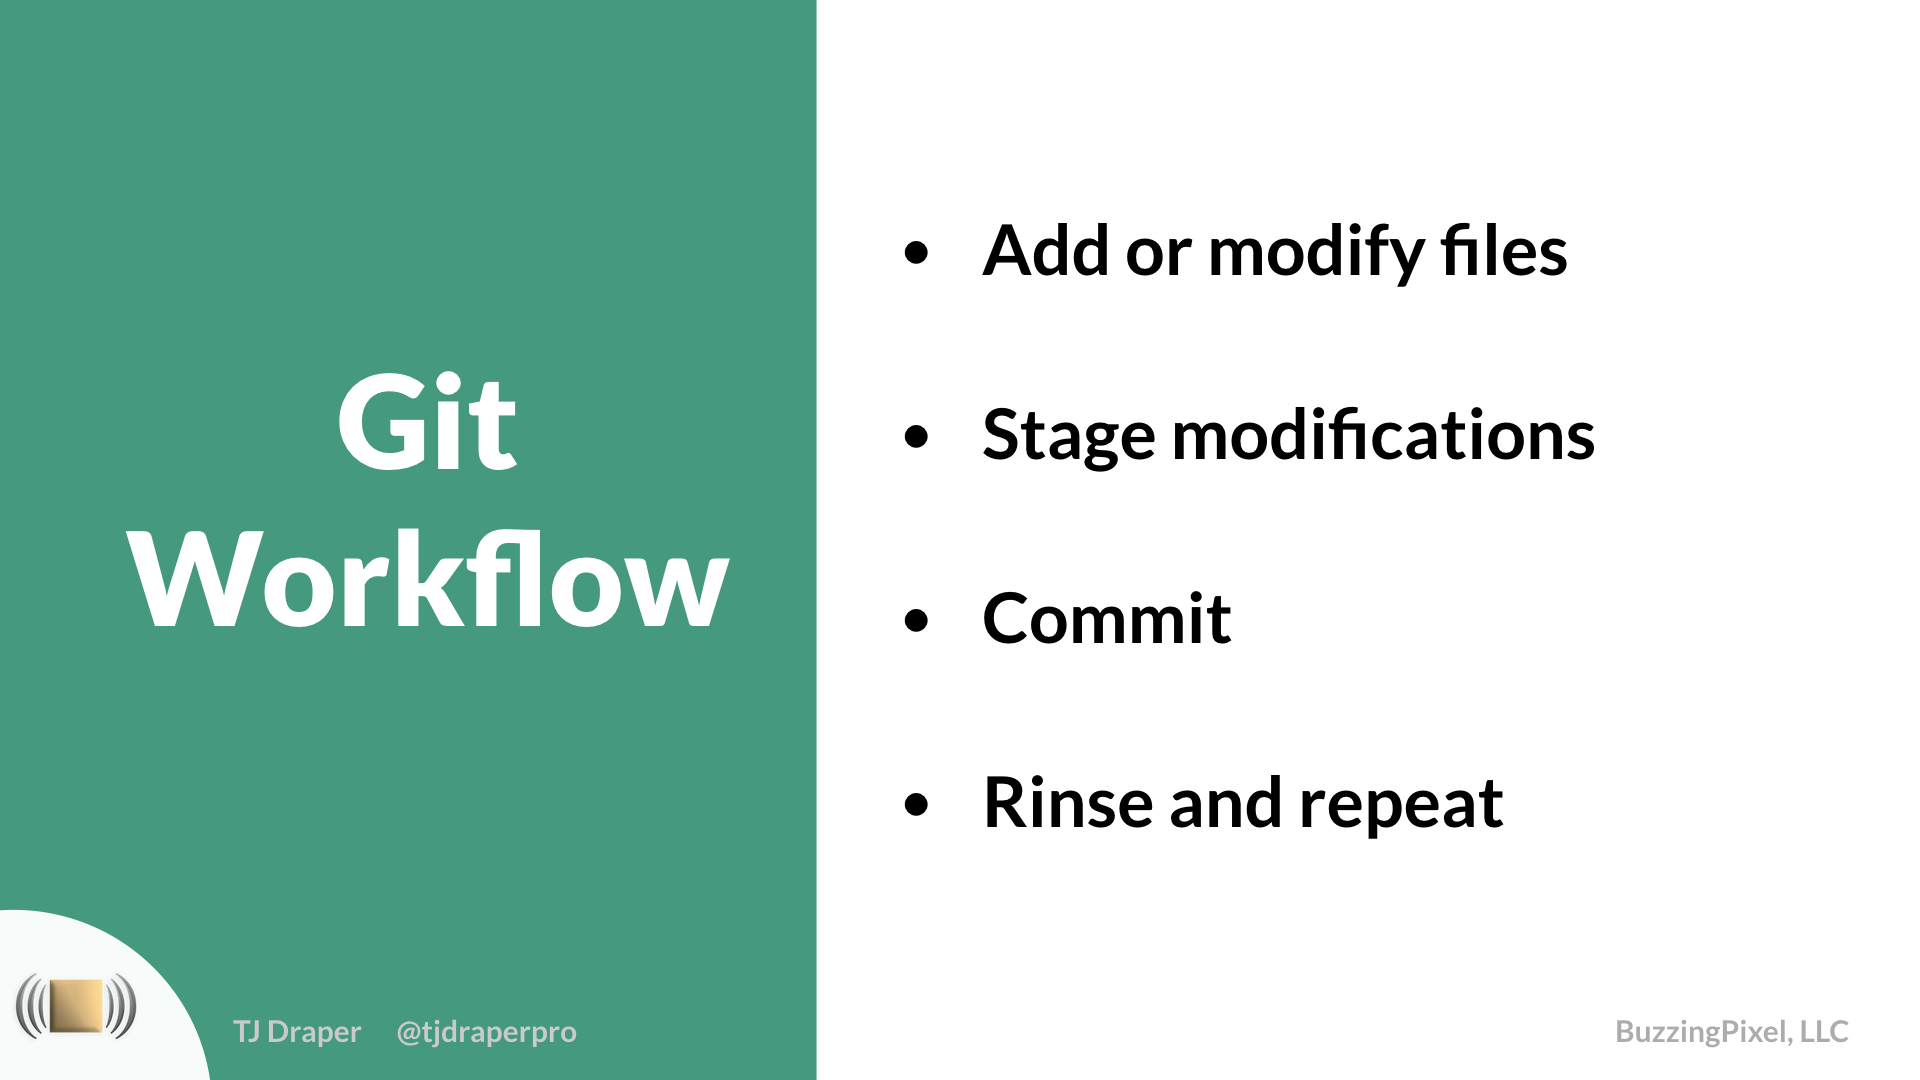 Git
Workflow
• Add or modify files
• Stage modifications
• Commit
• Rinse and repeat
TJ Draper @tjdraperpro
BuzzingPixel, LLC